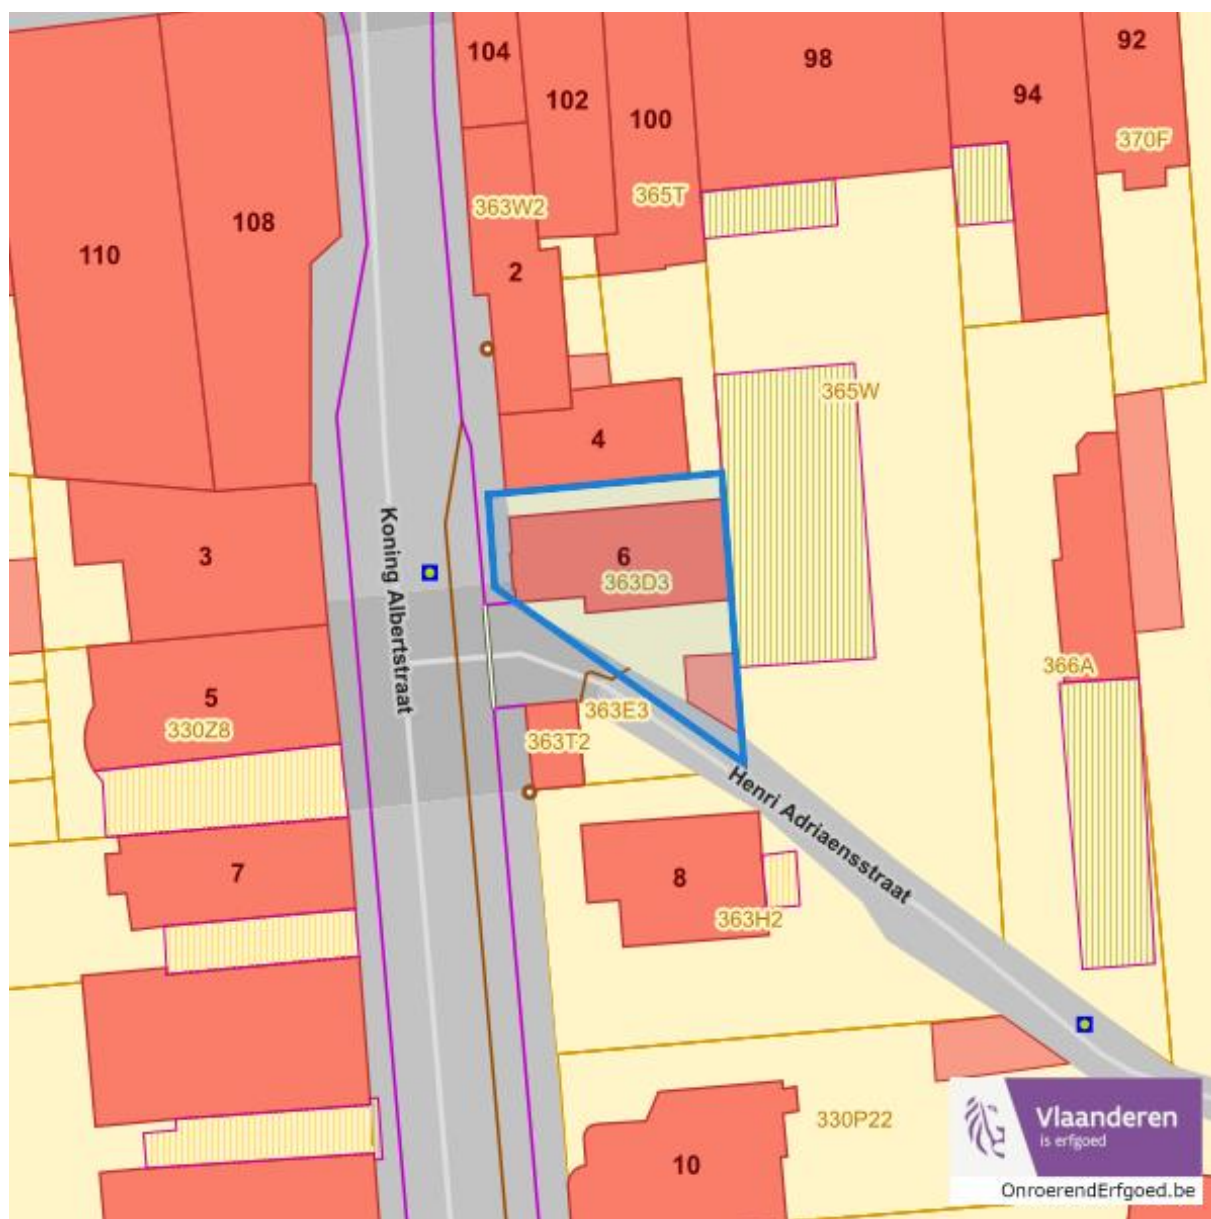 104
102
100
98
94
92
370F
363W2
365T
110
108
2
365W
4
3
Koning Albertstraat
6
363D3
366A
5
330Z8
363E3
363T2
Henri Adriaensstraat
7
8
363H2
330P22
10
Vlaanderen
is erfgoed
OnroerendErfgoed.be